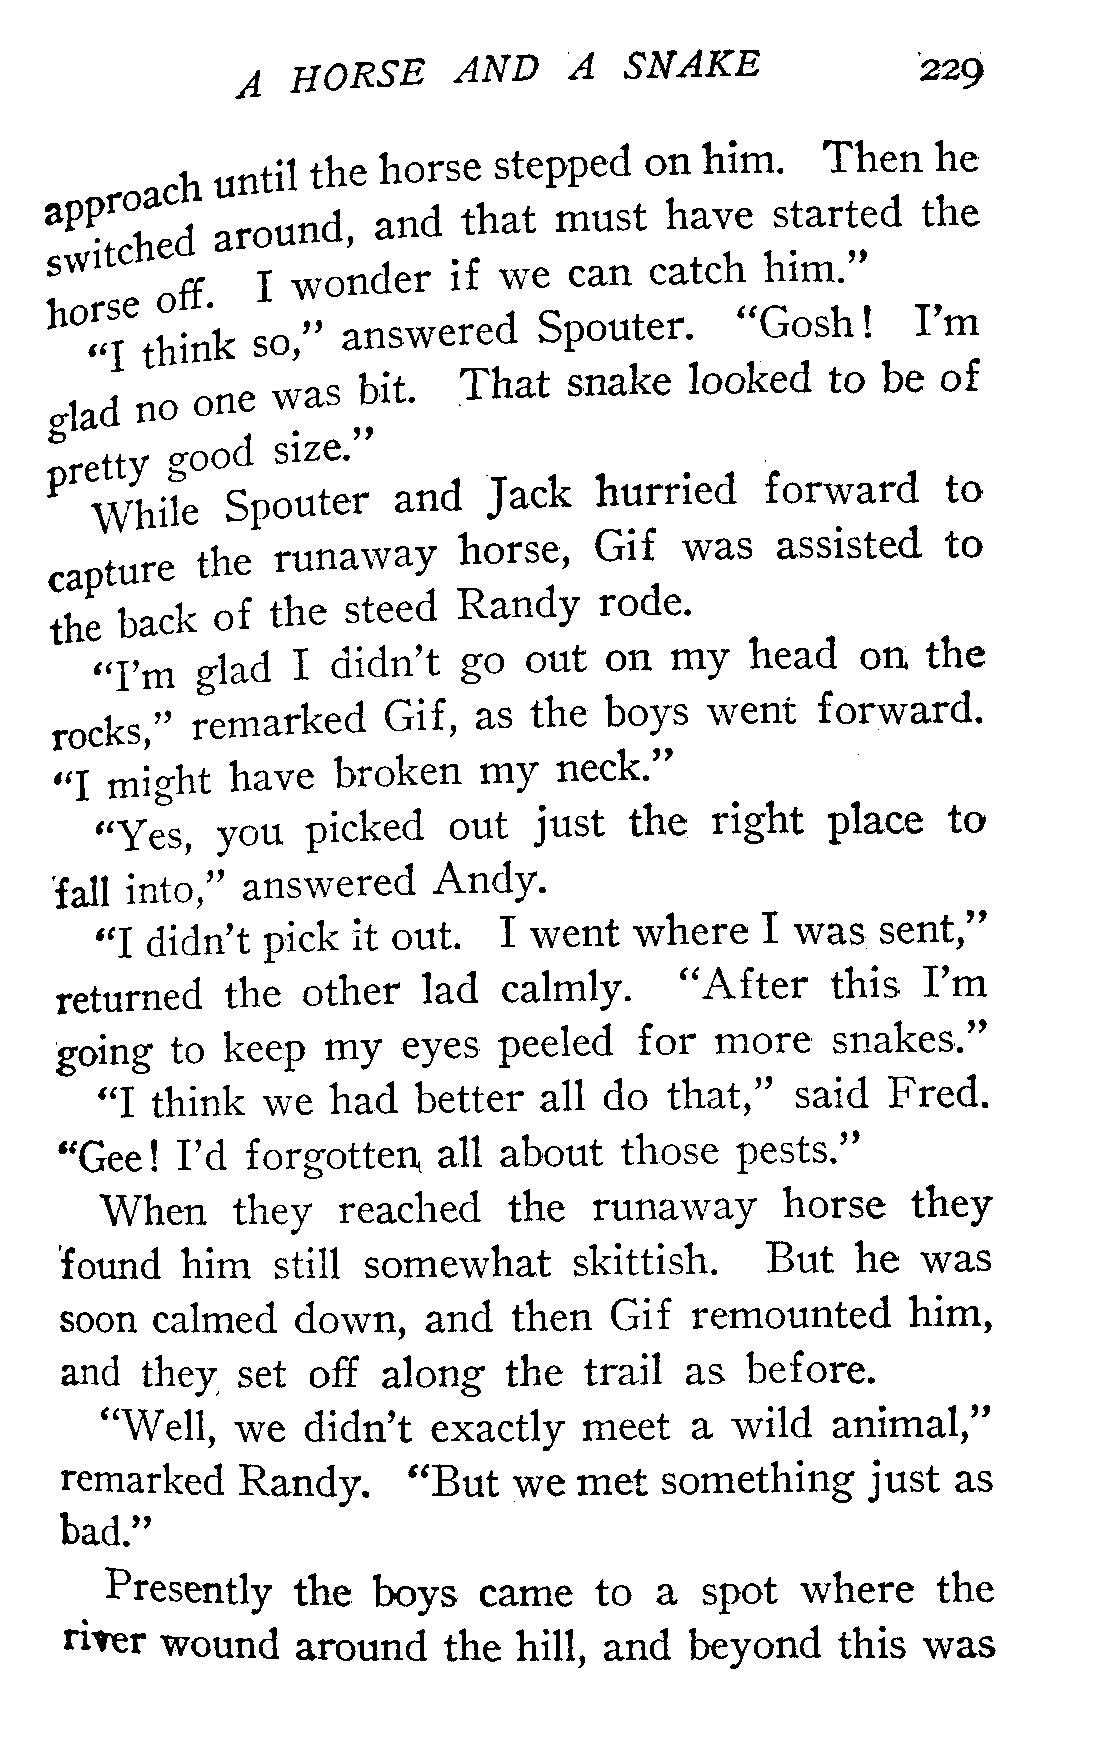 A HORSE AND A SNAKE 229
approach until the horse stepped on him. Then he
switched around, and that must have started the
horse off. I wonder if we can catch him.”
“I think so,” answered Spouter. “Gosh! I’m
glad no one was bit. That snake looked to be of
pretty good size.”
While Spouter and Jack hurried forward to
capture the runaway horse, Gif was assisted to
the back of the steed Randy rode.
“I’m glad I didn’t go out on my head on the
rocks,” remarked Gif, as the boys went forward.
“I might have broken my neck.”
“Yes, you picked out just the right place to
fall into,” answered Andy.
“I didn’t pick it out. I went where I was sent,”
returned the other lad calmly. “After this I’m
going to keep my eyes peeled for more snakes.”
“I think we had better all do that,” said Fred.
“Gee! I’d forgotten all about those pests.”
When they reached the runaway horse they
found him still somewhat skittish. But he was
soon calmed down, and then Gif remounted him,
and they set off along the trail as before.
“Well, we didn’t exactly meet a wild animal,”
remarked Randy. “But we met something just as
bad.”
Presently the boys came to a spot where the
river wound around the hill, and beyond this was